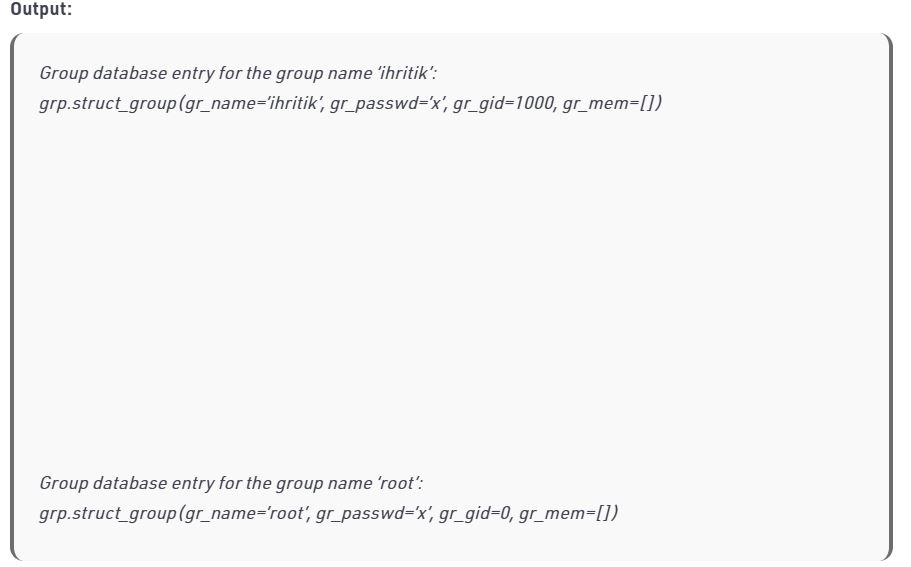 Output:
Group database entry for the group name ‘ihritik’:
grp.struct_group(gr_name=’ihritik’, gr_passwd=’x’, gr_gid=1000, gr_mem=[])
Group database entry for the group name ‘root’:
grp.struct_group(gr_name=’root’, gr_passwd=’x’, gr_gid=0, gr_mem=[])